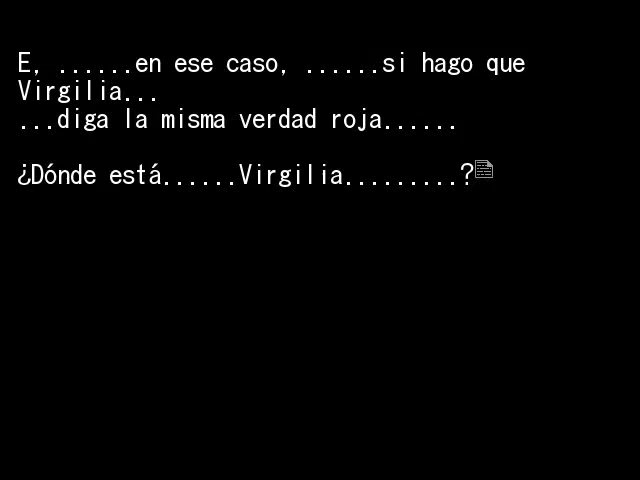 E, ......en ese caso, ......si hago que
Virgilia...
...diga la misma verdad roja......
¿Dónde está......Virgilia.........?